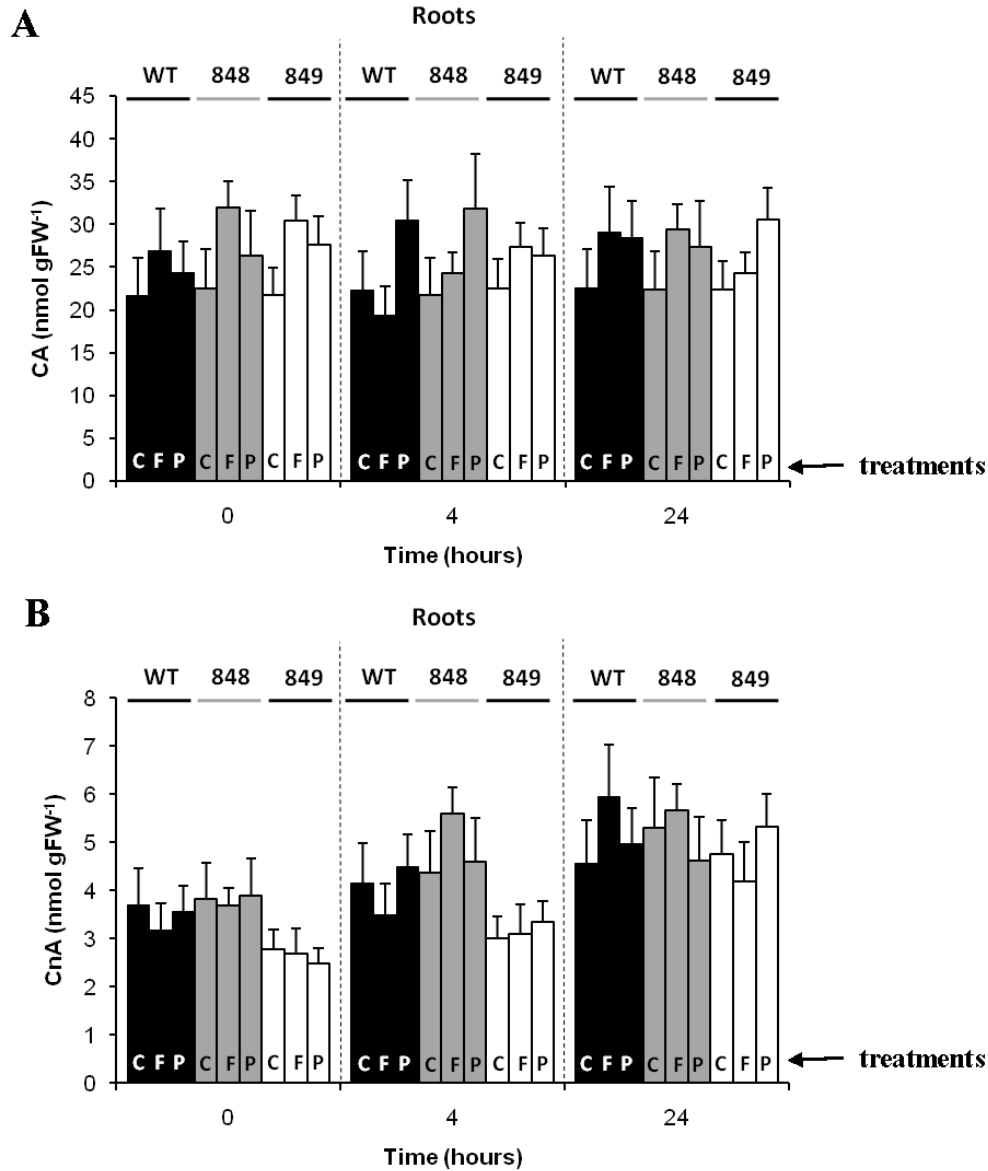 A
Roots
WT 848 849 WT 848 849 WT 848 849
45
40
35
30
25
20
15
10
5
0
CA (nmol gFW⁻¹)
C F P C F P C F P C F P C F P C F P C F P C F P C F P
treatments
0 4 24
Time (hours)
B
Roots
WT 848 849 WT 848 849 WT 848 849
8
7
6
5
4
3
2
1
0
CnA (nmol gFW⁻¹)
C F P C F P C F P C F P C F P C F P C F P C F P C F P
treatments
0 4 24
Time (hours)